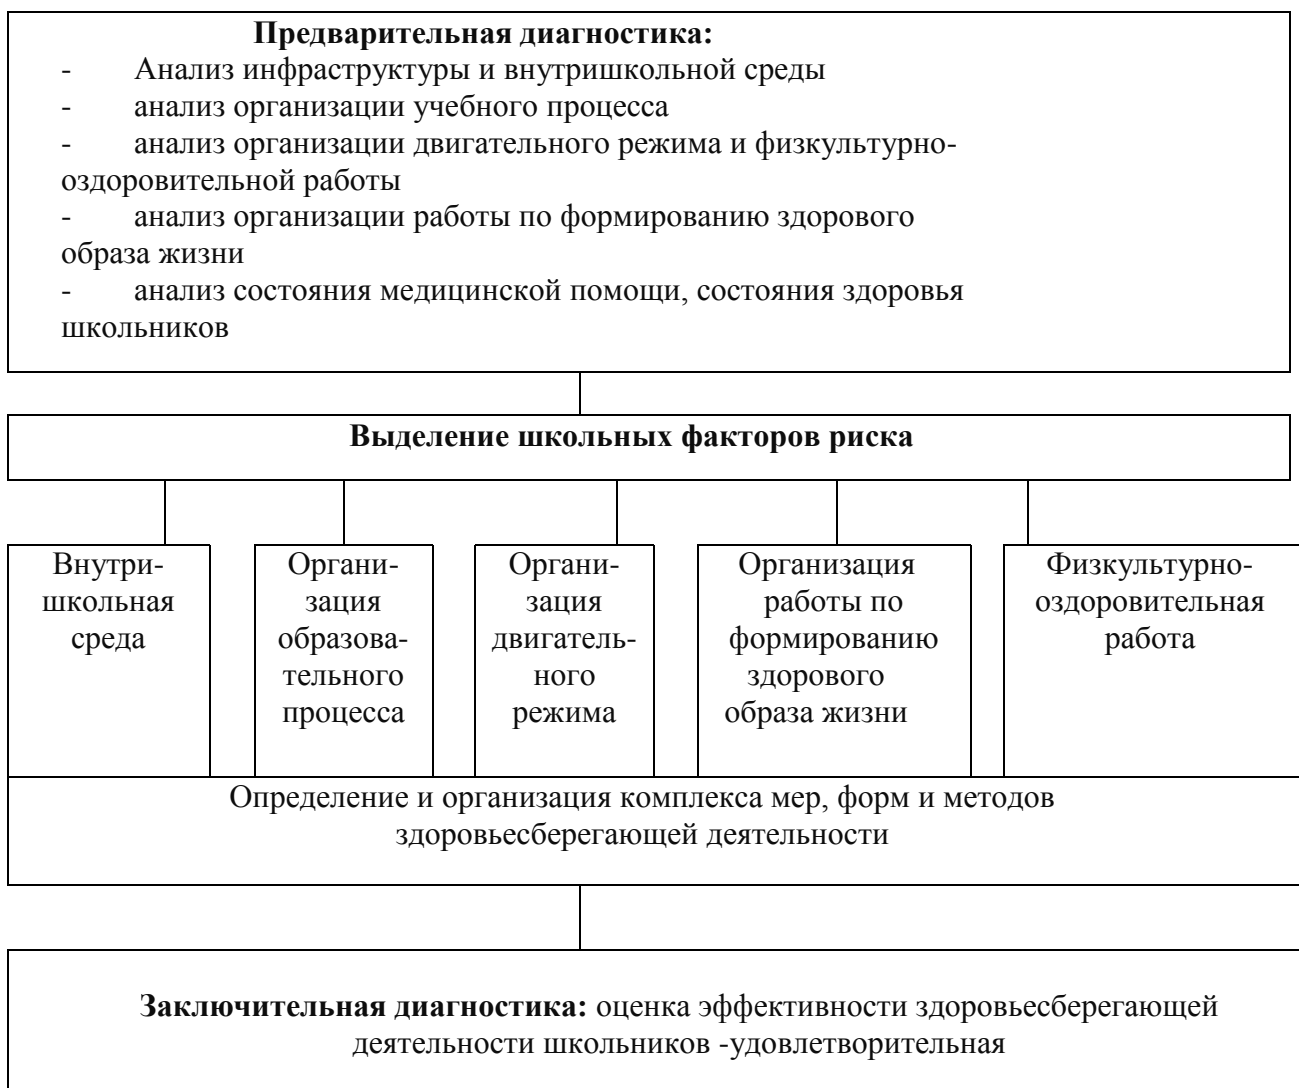 Предварительная диагностика:
- Анализ инфраструктуры и внутришкольной среды
- анализ организации учебного процесса
- анализ организации двигательного режима и физкультурно-
оздоровительной работы
- анализ организации работы по формированию здорового
образа жизни
- анализ состояния медицинской помощи, состояния здоровья
школьников
Выделение школьных факторов риска
Внутри-
школьная
среда
Органи-
зация
образова-
тельного
процесса
Органи-
зация
двигатель-
ного
режима
Организация
работы по
формированию
здорового
образа жизни
Физкультурно-
оздоровительная
работа
Определение и организация комплекса мер, форм и методов
здоровьесберегающей деятельности
Заключительная диагностика: оценка эффективности здоровьесберегающей
деятельности школьников -удовлетворительная